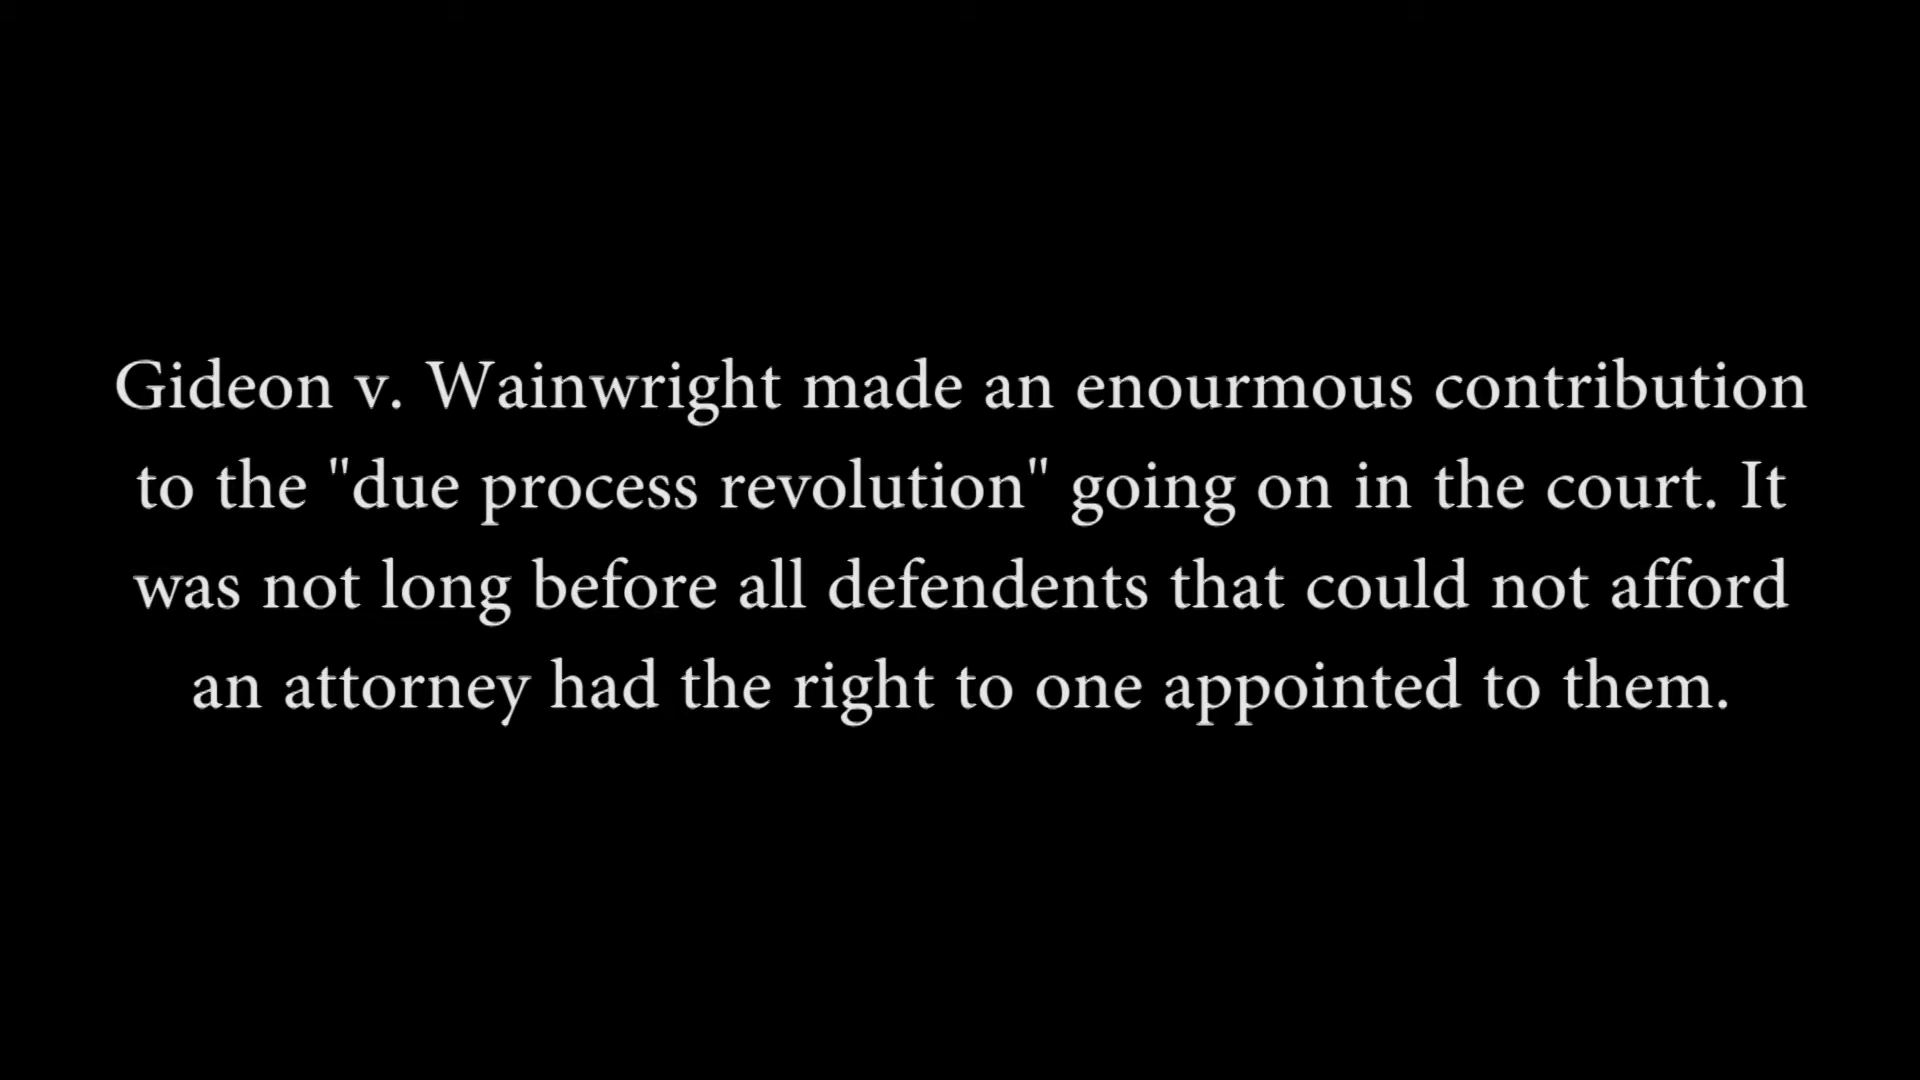 Gideon v. Wainwright made an enourmous contribution
to the "due process revolution" going on in the court. It
was not long before all defendents that could not afford
an attorney had the right to one appointed to them.